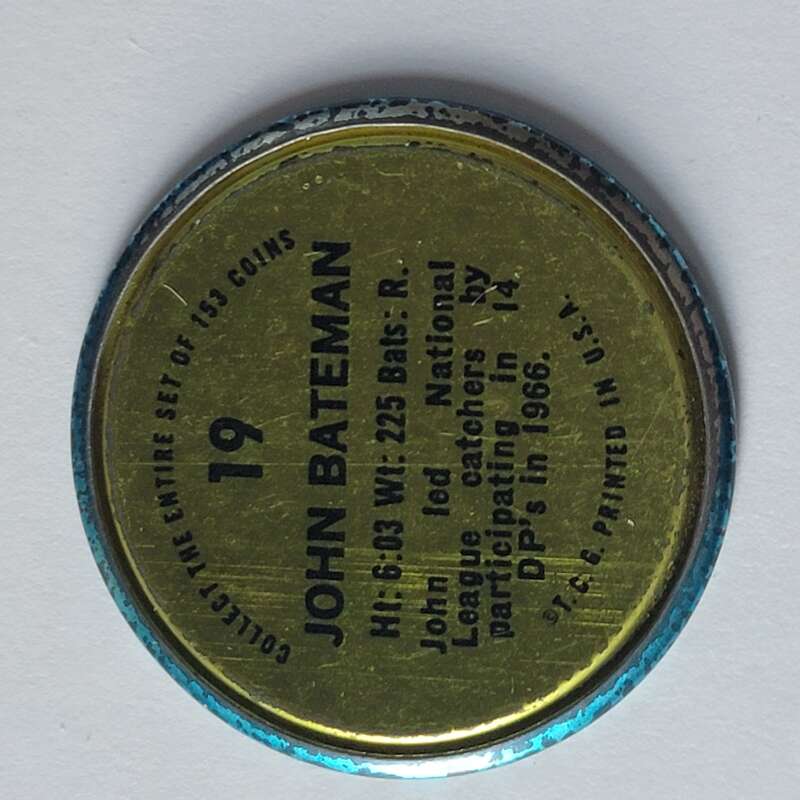 COLLECT THE ENTIRE SET OF 153 COINS
19
JOHN BATEMAN
Ht: 6:03 Wt: 225 Bats: R.
John led National
League catchers by
participating in 14
DP's in 1966.
©T. C. G. PRINTED IN U.S.A.